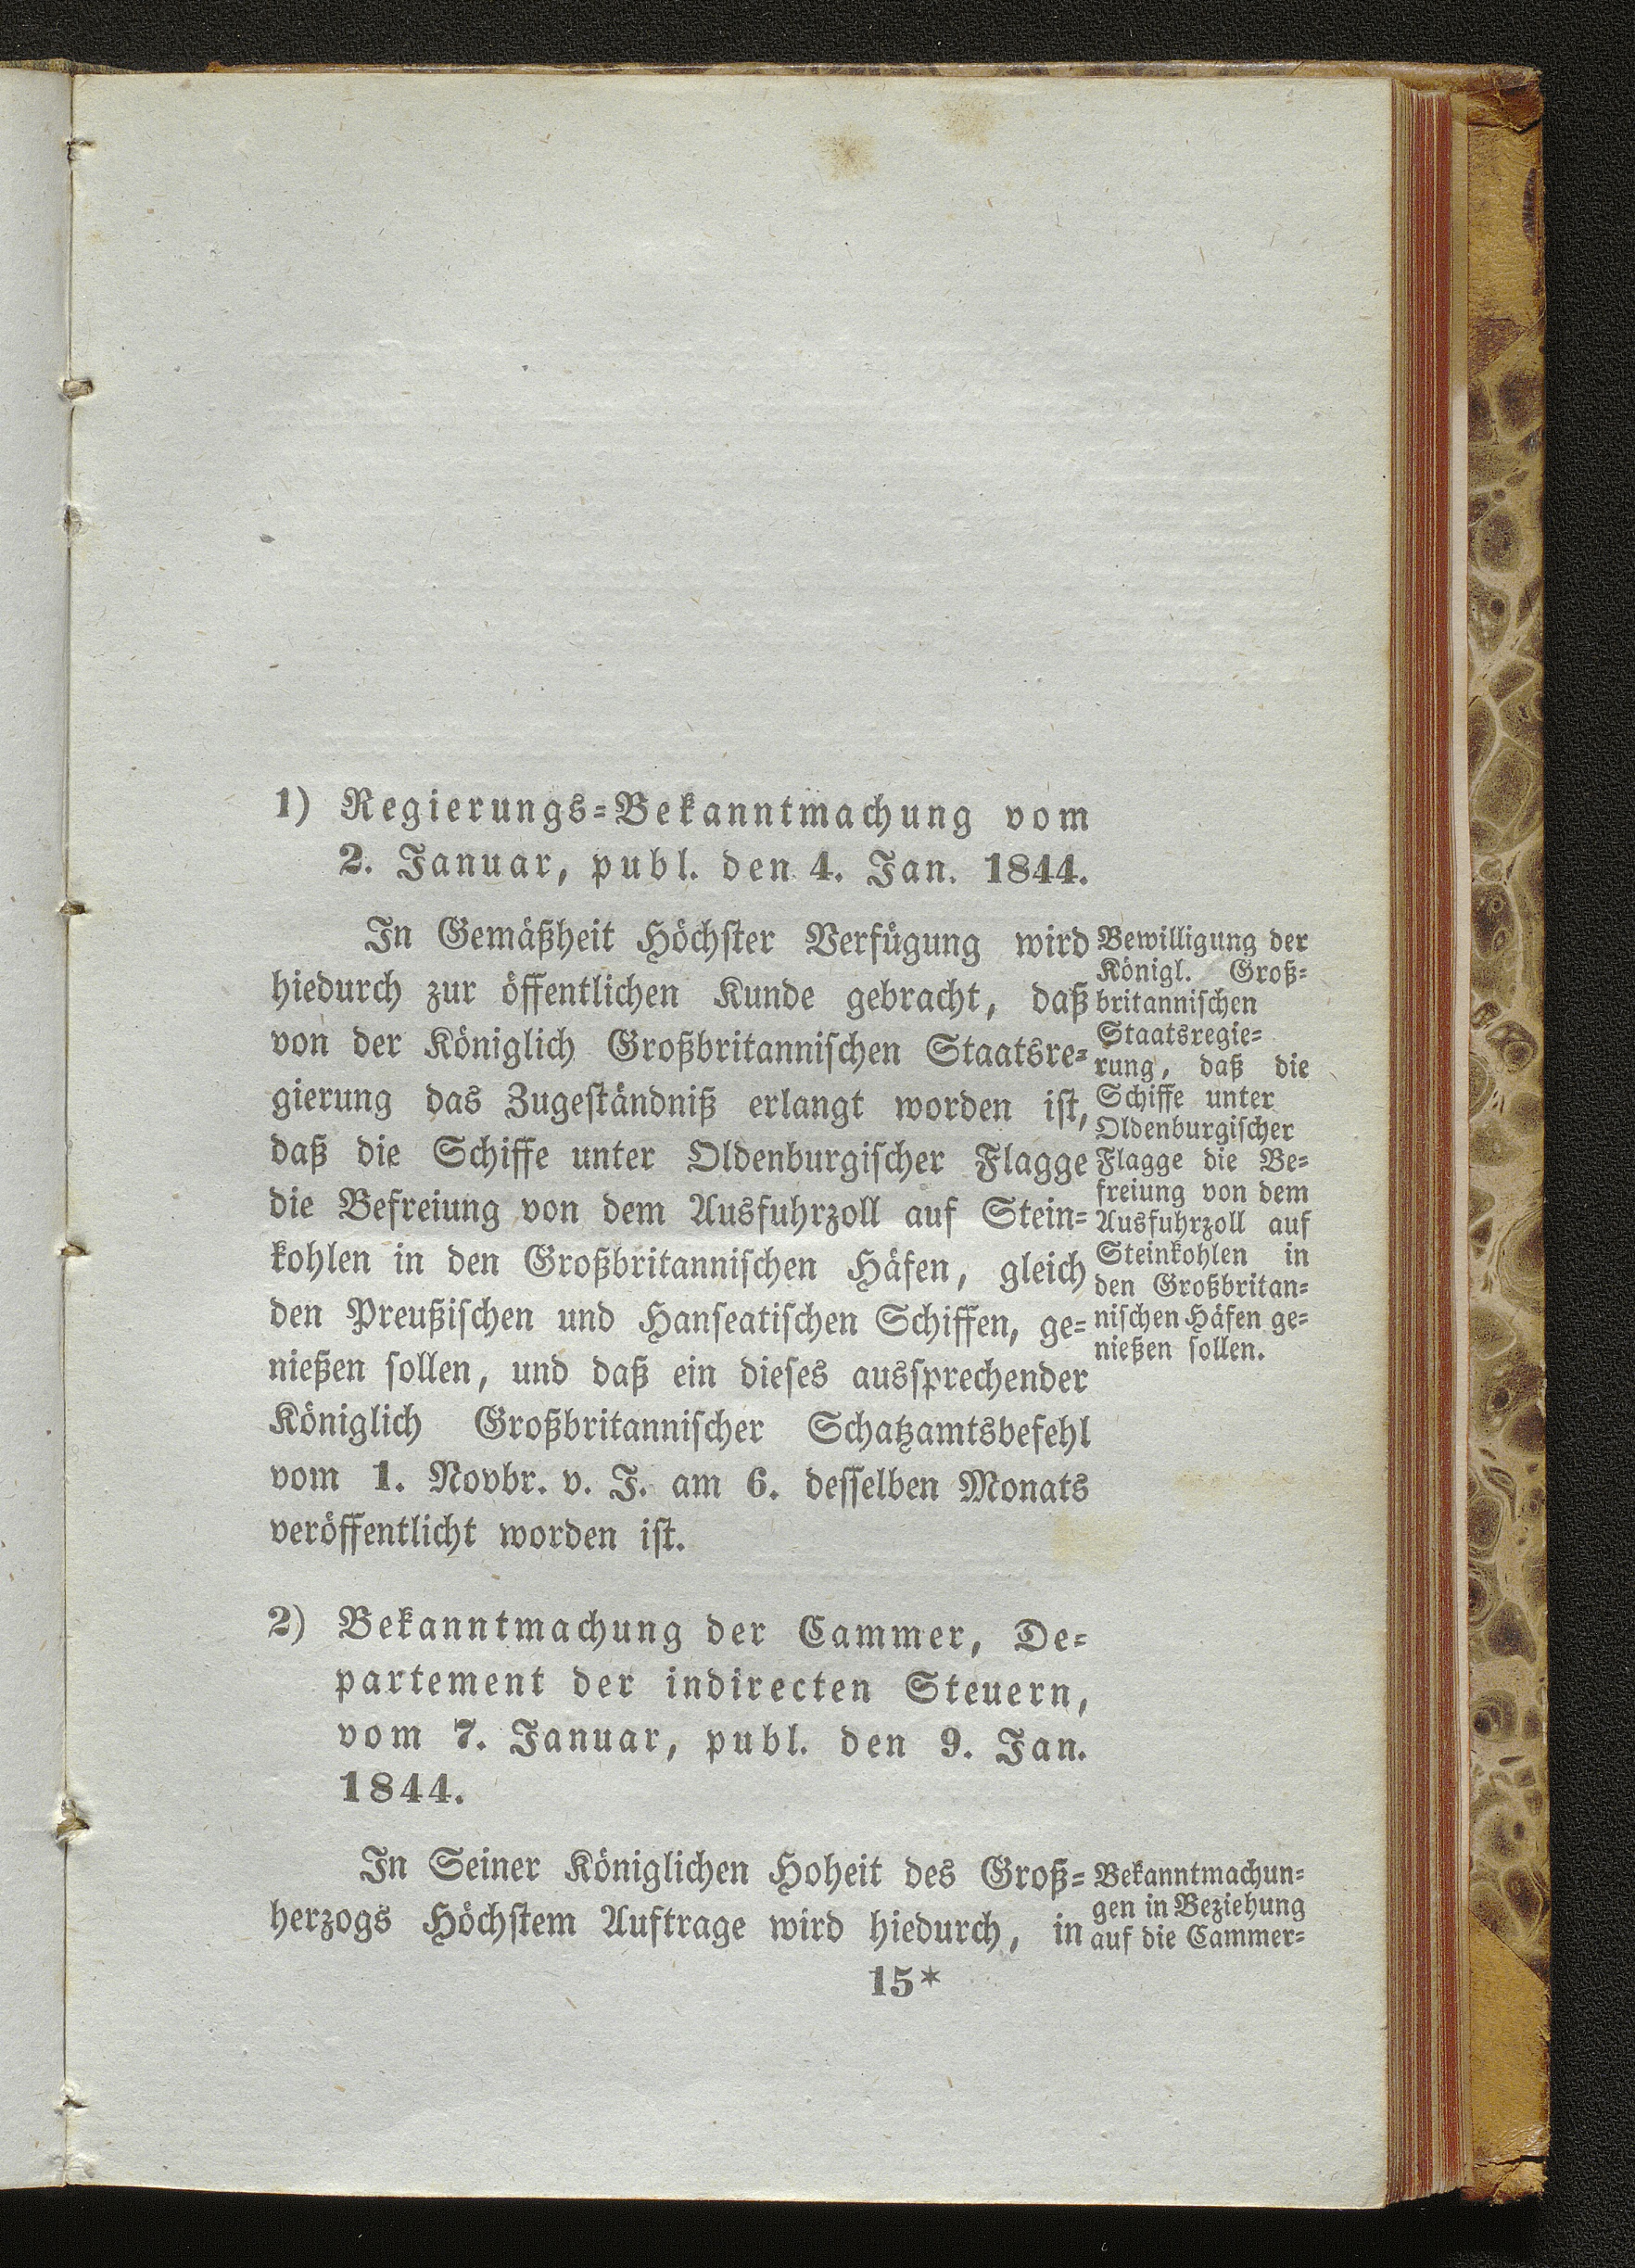 1) Regierungs-Bekanntmachung vom
2. Januar, publ. den 4. Jan. 1844.
In Gemäßheit Höchster Verfügung wird
hiedurch zur öffentlichen Kunde gebracht, daß
von der Königlich Großbritannischen Staatsre-
gierung das Zugeständniß erlangt worden ist,
daß die Schiffe unter Oldenburgischer Flagge
die Befreiung von dem Ausfuhrzoll auf Stein-
kohlen in den Großbritannischen Häfen, gleich
den Preußischen und Hanseatischen Schiffen, ge-
nießen sollen, und daß ein dieses aussprechender
Königlich Großbritannischer Schatzamtsbefehl
vom 1. Novbr. v. J. am 6. desselben Monats
veröffentlicht worden ist.
Bewilligung der
Königl. Groß-
britannischen
Staatsregie-
rung, daß die
Schiffe unter
Oldenburgischer
Flagge die Be-
freiung von dem
Ausfuhrzoll auf
Steinkohlen in
den Großbritan-
nischen Häfen ge-
nießen sollen.
2) Bekanntmachung der Cammer, De-
partement der indirecten Steuern,
vom 7. Januar, publ. den 9. Jan.
1844.
In Seiner Königlichen Hoheit des Groß-
herzogs Höchstem Auftrage wird hiedurch, in
Bekanntmachun-
gen in Beziehung
auf die Cammer-
15*